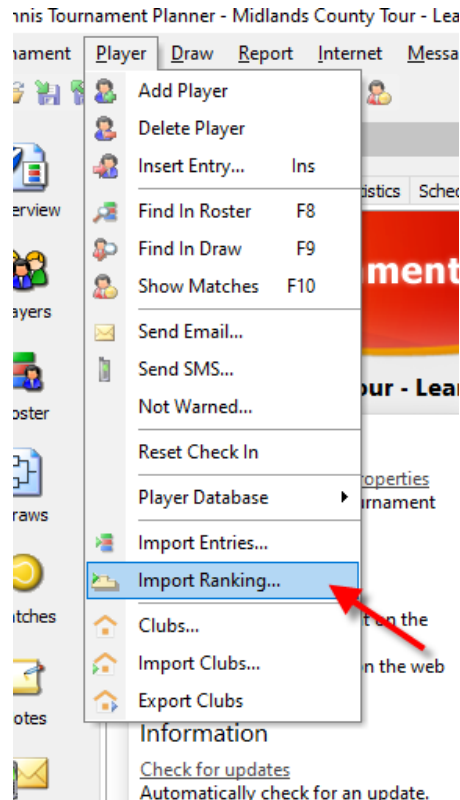 nnis Tournament Planner - Midlands County Tour - Lea
nament Player Draw Report Internet Messa
Add Player
Delete Player
Insert Entry... Ins
istics Sched
erview
Find In Roster F8
Find In Draw F9
ment
Show Matches F10
ayers
Send Email...
Send SMS...
our - Lear
Not Warned...
oster
Reset Check In
operties
Player Database
urnament
raws
Import Entries...
Import Ranking...
tches
Clubs...
t on the
Import Clubs...
n the web
Export Clubs
otes
Information
Check for updates
Automatically check for an update.